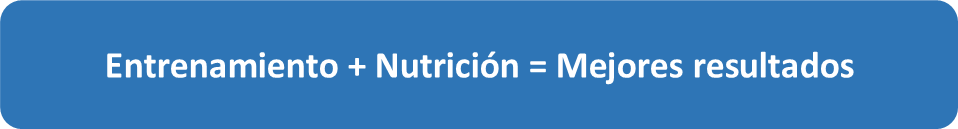 Entrenamiento + Nutrición = Mejores resultados